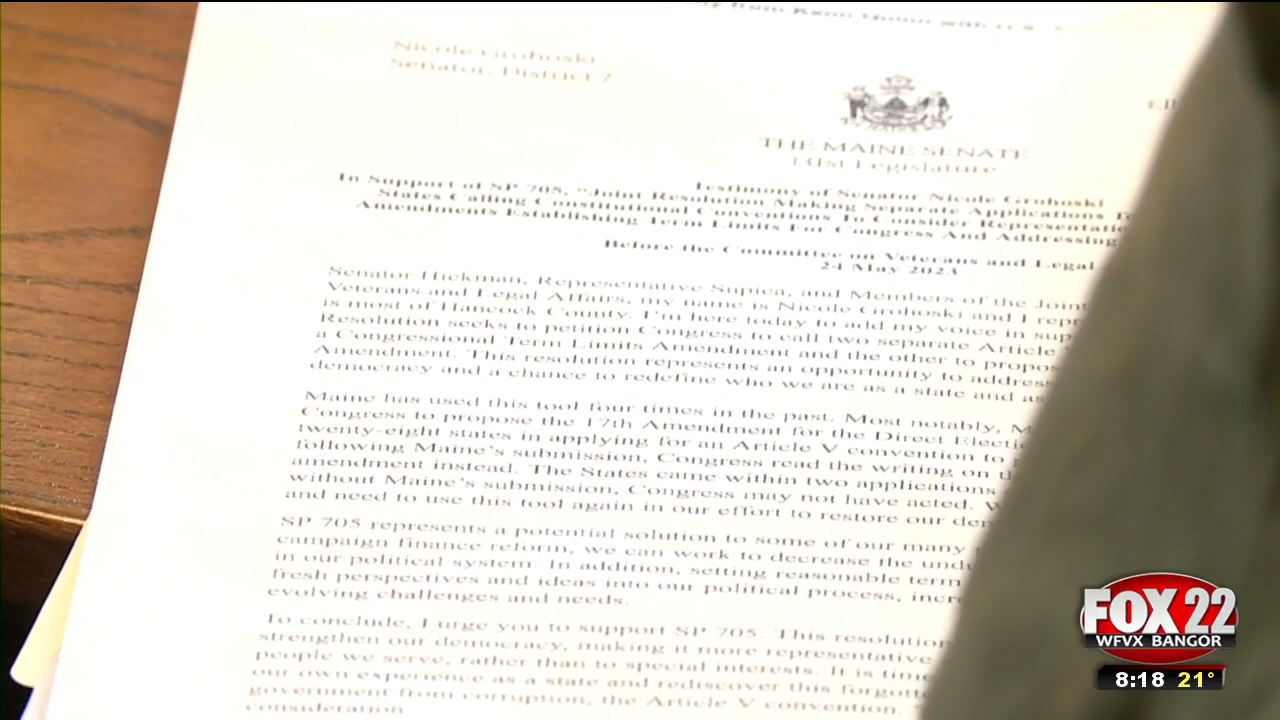 Nicole Grohoski
Senator, District 7
THE MAINE SENATE
131st Legislature
Testimony of Senator Nicole Grohoski
In Support of SP 705, "Joint Resolution Making Separate Applications
States Calling Constitutional Conventions To Consider
Amendments Establishing Term Limits For Congress And Addressing
Before the Committee on Veterans and Legal
24 May 2023
Senator Hickman, Representative Supica, and Members of the Joint
Veterans and Legal Affairs, my name is Nicole Grohoski and I
is most of Hancock County. I'm here today to add my voice in
Resolution seeks to petition Congress to call two separate Article
a Congressional Term Limits Amendment and the other to
Amendment. This resolution represents an opportunity to address
democracy and a chance to redefine who we are as a state and
Maine has used this tool four times in the past. Most notably,
Congress to propose the 17th Amendment for the Direct
twenty-eight states in applying for an Article V convention to
following Maine's submission, Congress read the writing on
amendment instead. The States came within two applications
without Maine's submission, Congress may not have acted.
and need to use this tool again in our effort to restore our
SP 705 represents a potential solution to some of our many
campaign finance reform, we can work to decrease the
in our political system. In addition, setting reasonable term
fresh perspectives and ideas into our political process,
evolving challenges and needs.
To conclude, I urge you to support SP 705. This resolution
strengthen our democracy, making it more representative
people we serve, rather than to special interests. It is time
our own experience as a state and rediscover this
government from corruption, the Article V convention.
consideration
FOX 22
WFVX BANGOR
8:18 21°